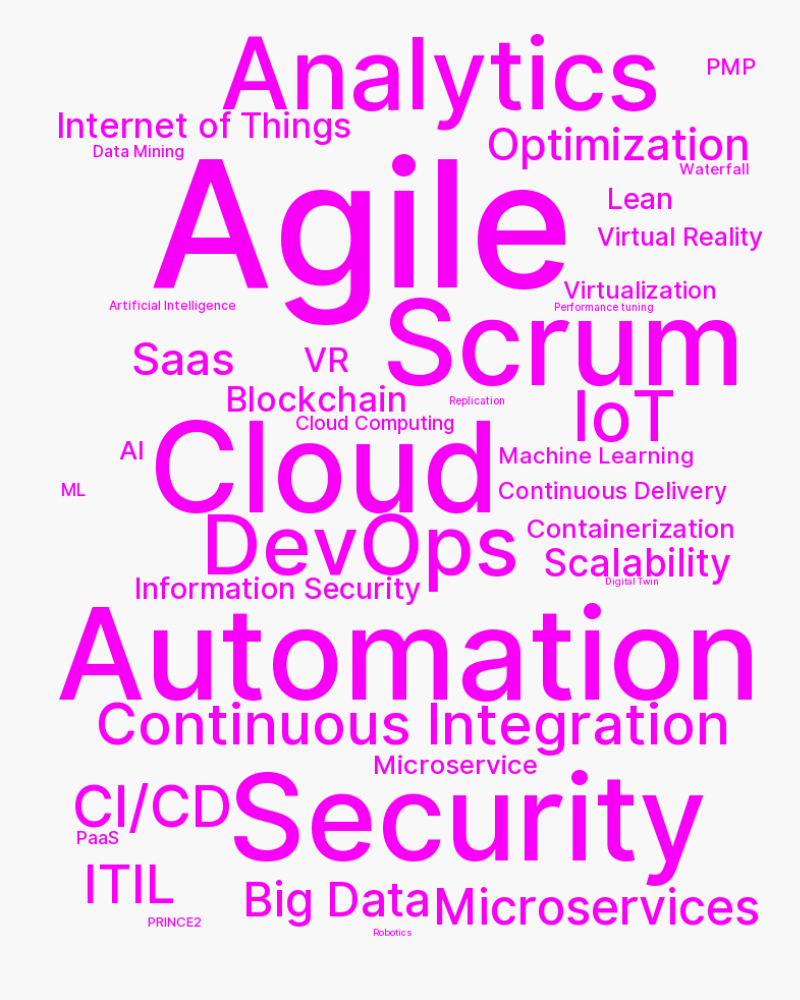 Analytics
PMP
Internet of Things
Optimization
Data Mining
Waterfall
Agile
Lean
Virtual Reality
Virtualization
Artificial Intelligence
Performance tuning
Scrum
Saas
VR
Blockchain
Replication
IoT
Cloud Computing
AI
Cloud
Machine Learning
ML
Continuous Delivery
DevOps
Containerization
Scalability
Digital Twin
Information Security
Automation
Continuous Integration
Microservice
CI/CD
Security
PaaS
ITIL
Big Data
Microservices
PRINCE2
Robotics